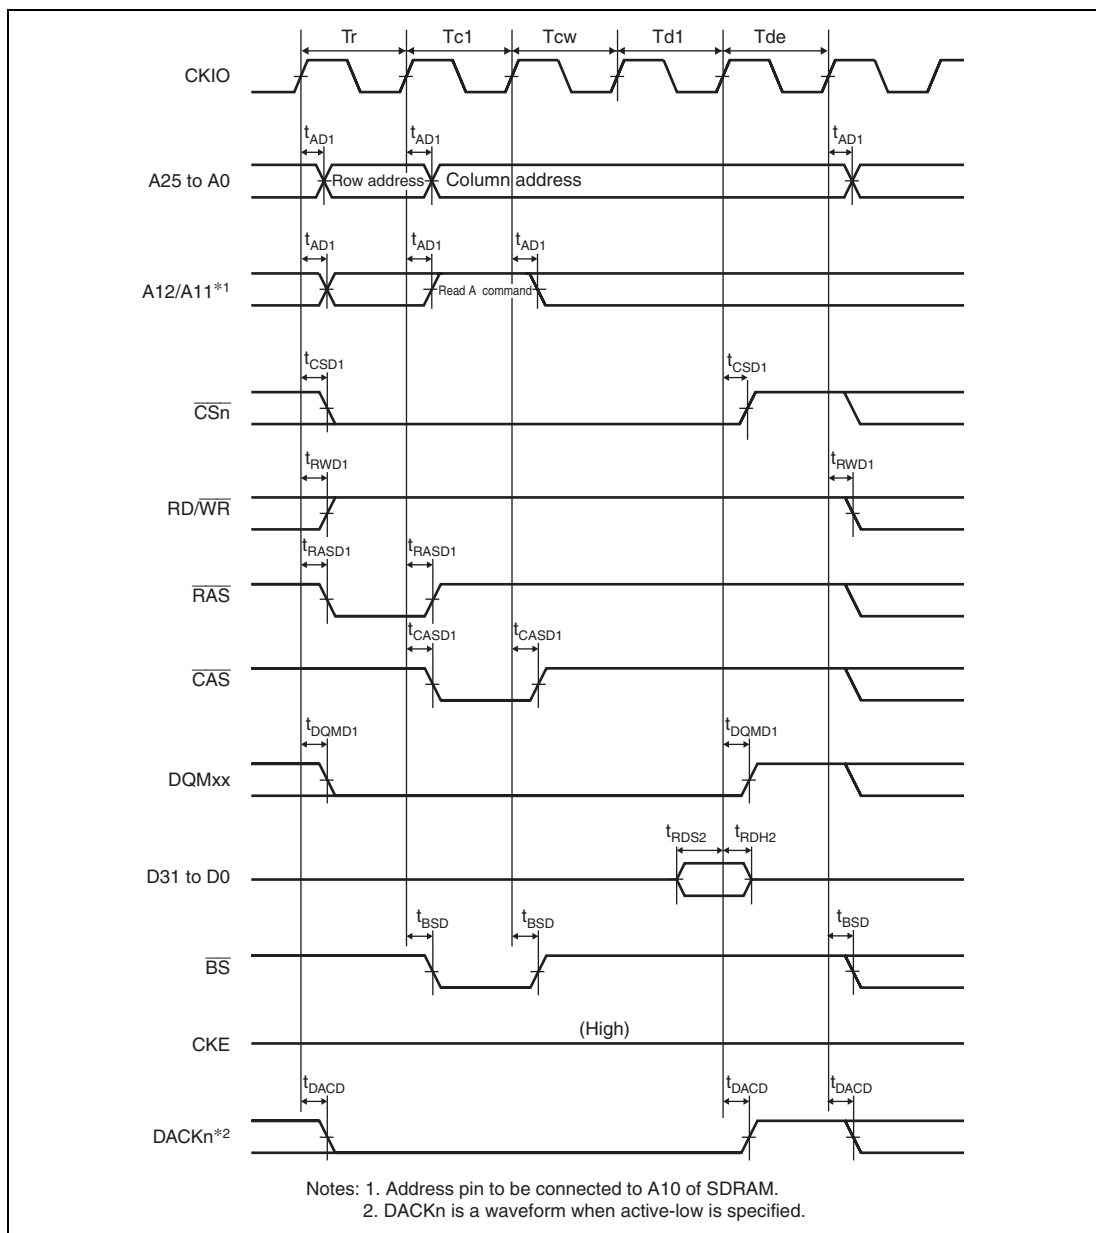 Tr Tc1 Tcw Td1 Tde
CKIO
tAD1 tAD1 tAD1
A25 to A0 Row address Column address
tAD1 tAD1 tAD1
A12/A11*1 Read A command
tCSD1 tCSD1
CSn
tRWD1 tRWD1
RD/WR
tRASD1 tRASD1
RAS
tCASD1 tCASD1
CAS
tDQMD1 tDQMD1
DQMxx
tRDS2 tRDH2
D31 to D0
tBSD tBSD tBSD
BS
(High)
CKE
tDACD tDACD tDACD
DACKn*2
Notes: 1. Address pin to be connected to A10 of SDRAM.
2. DACKn is a waveform when active-low is specified.